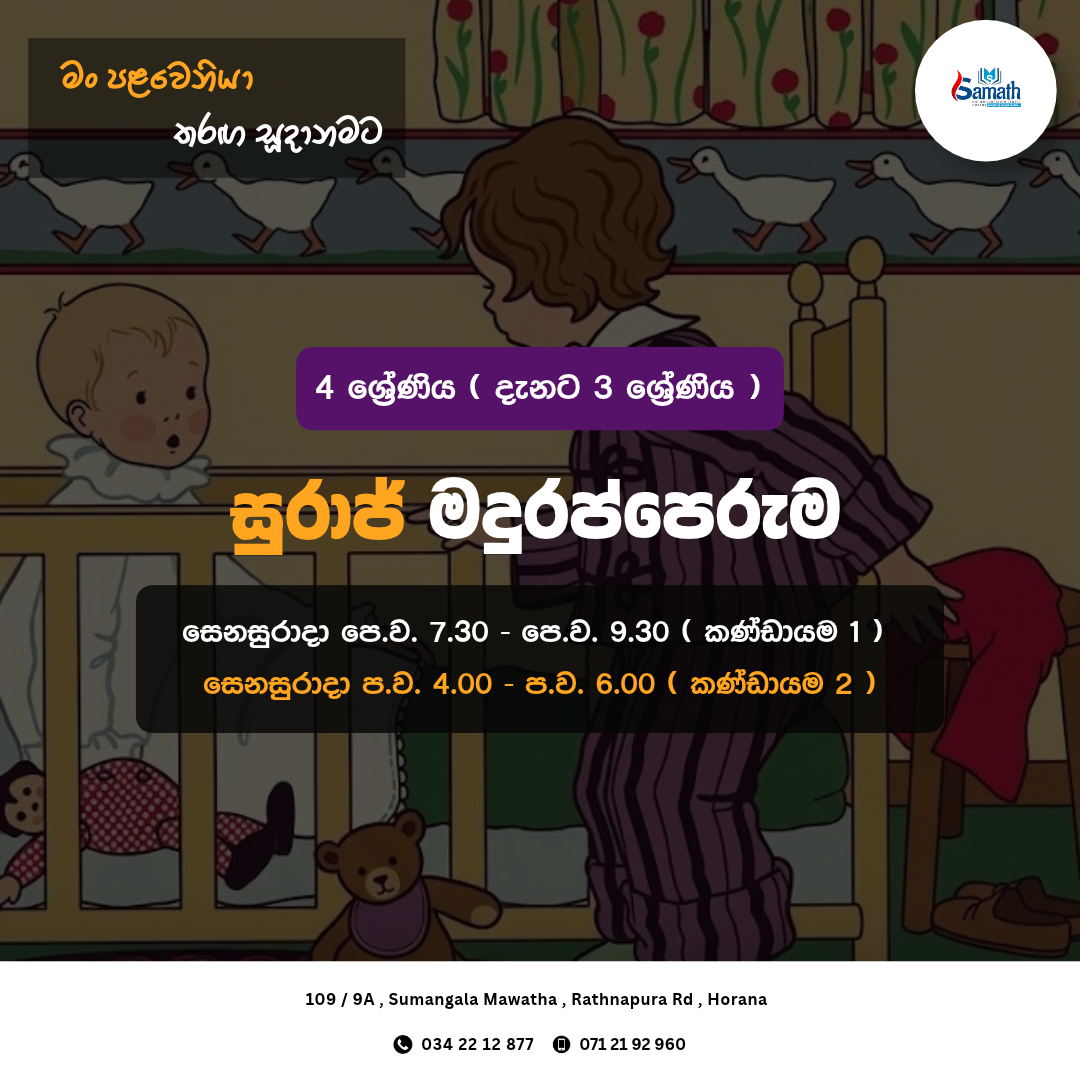 මං පළවෙනියා
තරඟ සූදානමට
Samath
4 ශ්‍රේණිය ( දැනට 3 ශ්‍රේණිය )
සුරාජ් මදුරප්පෙරුම
සෙනසුරාදා පෙ.ව. 7.30 - පෙ.ව. 9.30 ( කණ්ඩායම 1 )
සෙනසුරාදා ප.ව. 4.00 - ප.ව. 6.00 ( කණ්ඩායම 2 )
109 / 9A , Sumangala Mawatha , Rathnapura Rd , Horana
034 22 12 877 071 21 92 960